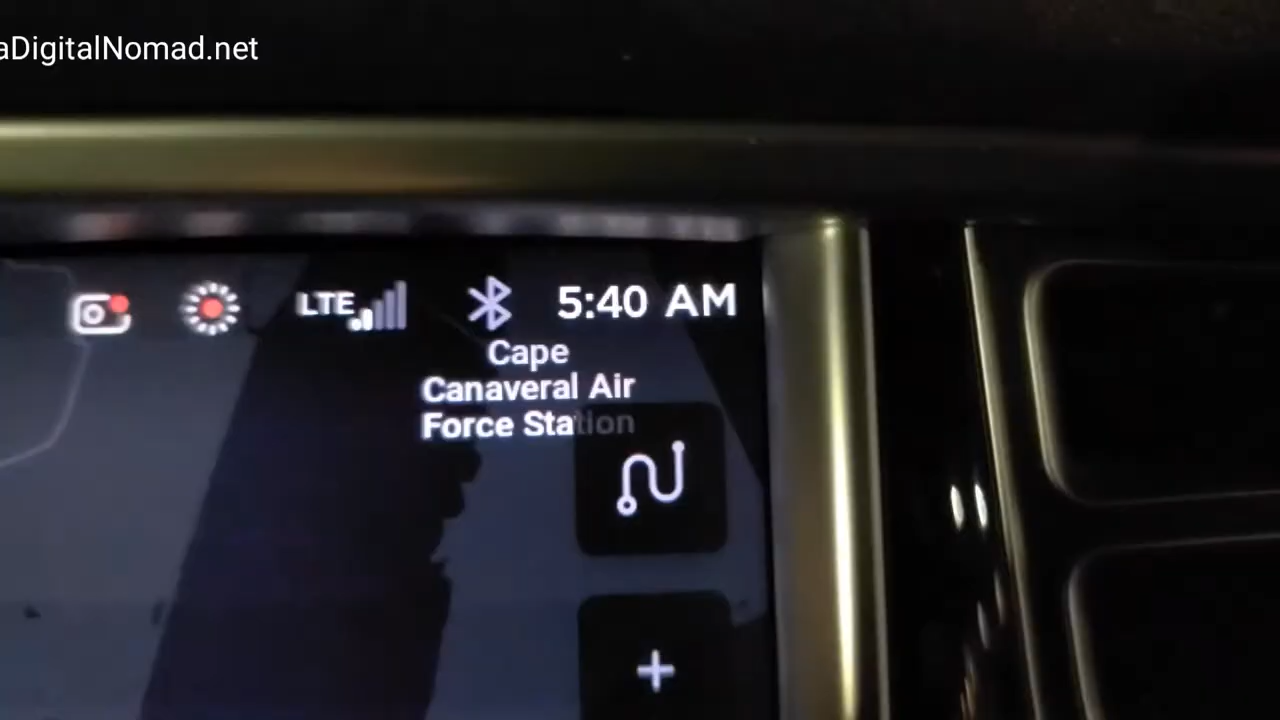 aDigitalNomad.net
LTE 5:40 AM
Cape
Canaveral Air
Force Station